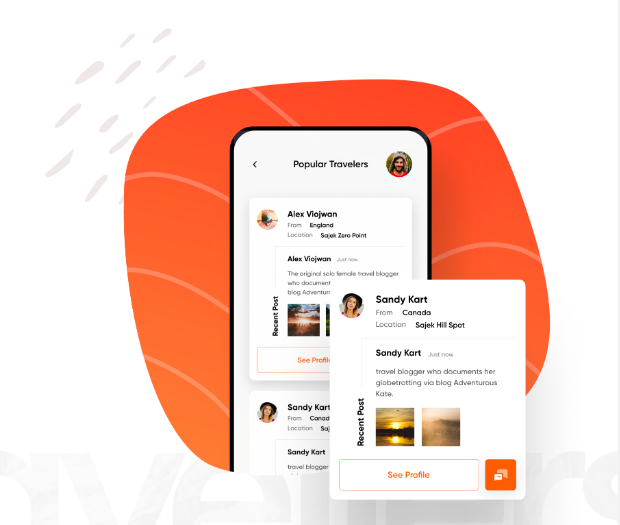 Popular Travelers
Alex Viojwan
From England
Location Sajek Zero Point
Alex Viojwan Just now
The original solo female travel blogger
who document
blog Adventur
Recent Post
See Profile
Sandy Kart
From Canad
Location Saj
Sandy Kart
travel blogger
Sandy Kart
From Canada
Location Sajek Hill Spot
Sandy Kart Just now
travel blogger who documents her
globetrotting via blog Adventurous
Kate.
Recent Post
See Profile